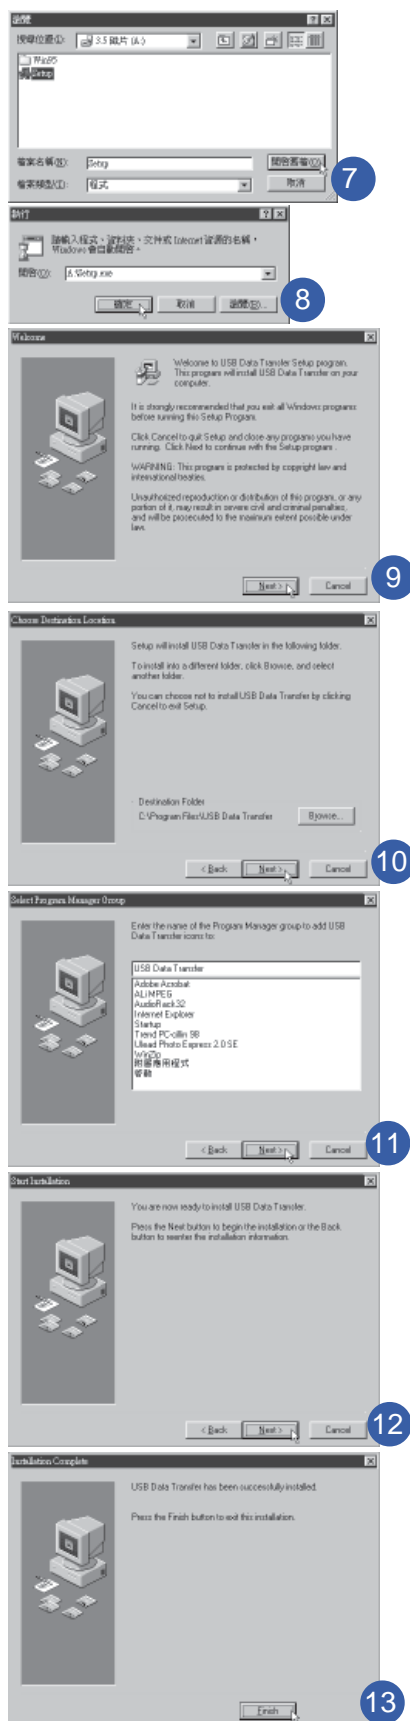 瀏覽
搜尋位置(I):
3.5 磁片 (A:)
Win95
Setup
檔案名稱(N):
Setup
開啟舊檔(O)
檔案類型(T):
程式
取消
7
執行
請輸入程式、資料夾、文件或 Internet 資源的名稱，
Windows 會自動開啟。
開啟(O):
A:\Setup.exe
確定
取消
瀏覽(B)...
8
Welcome
Welcome to USB Data Transfer Setup program.
This program will install USB Data Transfer on your
computer.
It is strongly recommended that you exit all Windows programs
before running this Setup Program.
Click Cancel to quit Setup and close any programs you have
running. Click Next to continue with the Setup program .
WARNING: This program is protected by copyright law and
international treaties.
Unauthorized reproduction or distribution of this program, or any
portion of it, may result in severe civil and criminal penalties,
and will be prosecuted to the maximum extent possible under
law.
Next >
Cancel
9
Choose Destination Location
Setup will install USB Data Transfer in the following folder.
To install into a different folder, click Browse, and select
another folder.
You can choose not to install USB Data Transfer by clicking
Cancel to exit Setup.
Destination Folder
C:\Program Files\USB Data Transfer
Browse...
< Back
Next >
Cancel
10
Select Program Manager Group
Enter the name of the Program Manager group to add USB
Data Transfer icons to:
USB Data Transfer
Adobe Acrobat
ALiMPEG
AudioRack32
Internet Explorer
Startup
Trend PC-cillin 98
Ulead Photo Express 2.0 SE
WinZip
附屬應用程式
啟動
< Back
Next >
Cancel
11
Start Installation
You are now ready to install USB Data Transfer.
Press the Next button to begin the installation or the Back
button to reenter the installation information.
< Back
Next >
Cancel
12
Installation Complete
USB Data Transfer has been successfully installed.
Press the Finish button to exit this installation.
Finish
13